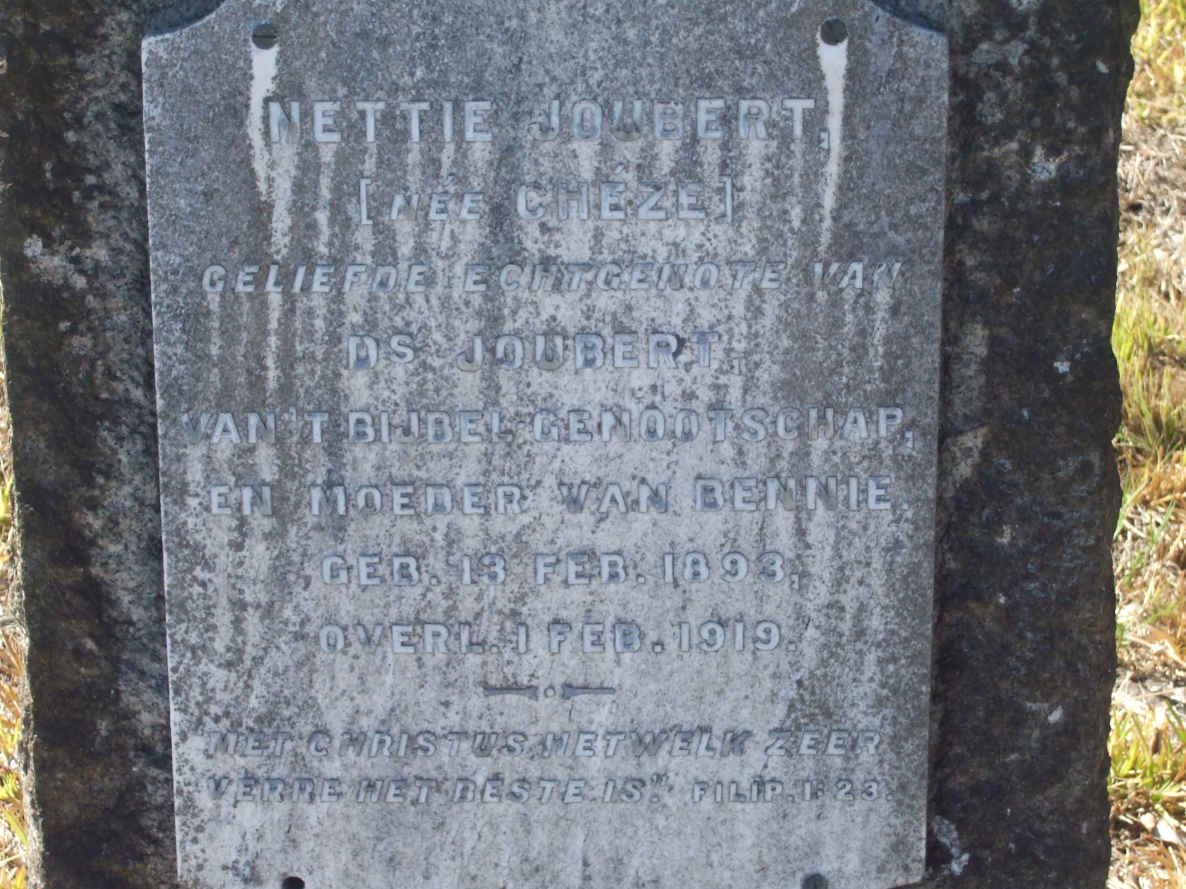 NETTIE JOUBERT,
[NÉE CHEZE]
GELIEFDE ECHTGENOTE VAN
DS JOUBERT,
VAN'T BIJBEL GENOOTSCHAP,
EN MOEDER VAN BENNIE.
GEB. 13 FEB. 1893,
OVERL. 1 FEB. 1919.
"MET CHRISTUS, HETWELK ZEER
VERRE HET BESTE IS." FILIP. 1: 23.